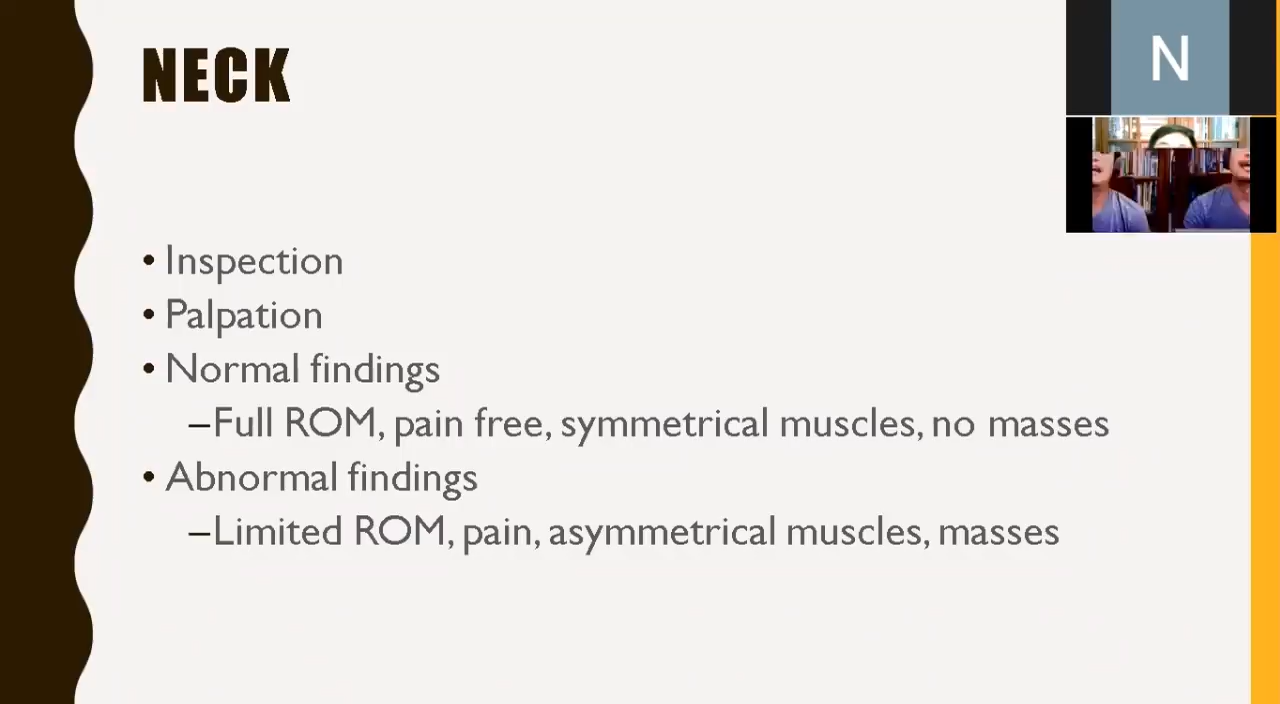 NECK
N
• Inspection
• Palpation
• Normal findings
–Full ROM, pain free, symmetrical muscles, no masses
• Abnormal findings
–Limited ROM, pain, asymmetrical muscles, masses